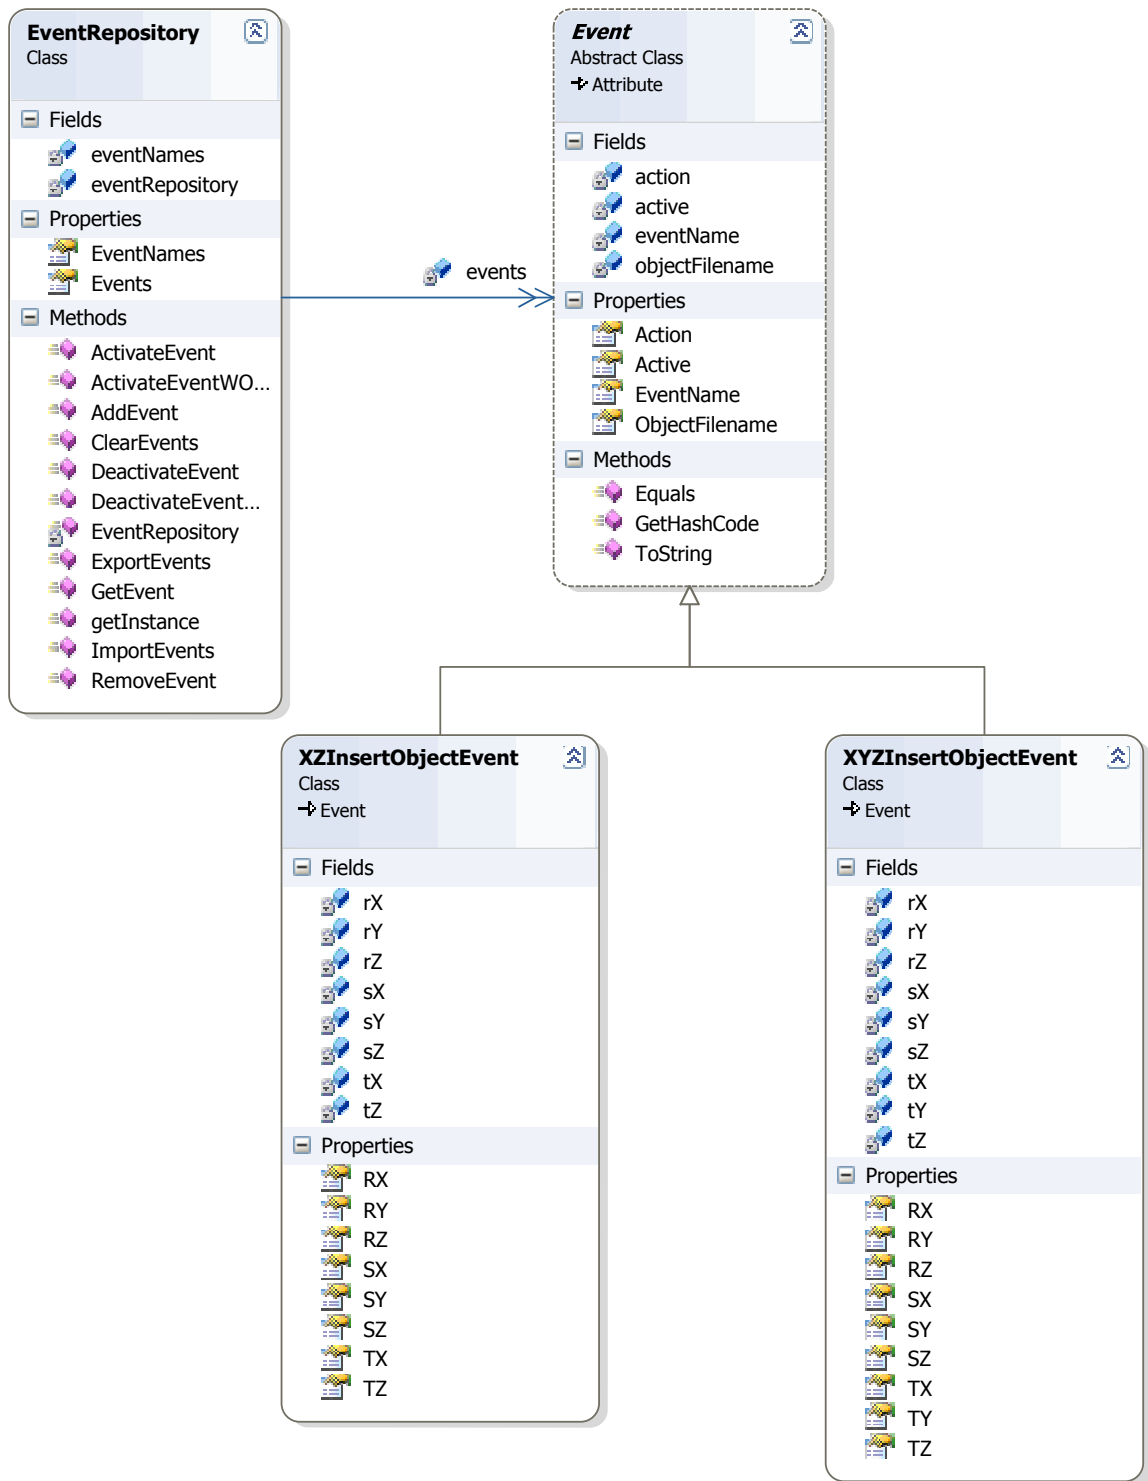 EventRepository
Class
Fields
eventNames
eventRepository
Properties
EventNames
Events
Methods
ActivateEvent
ActivateEventWO...
AddEvent
ClearEvents
DeactivateEvent
DeactivateEvent...
EventRepository
ExportEvents
GetEvent
getInstance
ImportEvents
RemoveEvent
events
Event
Abstract Class
Attribute
Fields
action
active
eventName
objectFilename
Properties
Action
Active
EventName
ObjectFilename
Methods
Equals
GetHashCode
ToString
XZInsertObjectEvent
Class
Event
Fields
rX
rY
rZ
sX
sY
sZ
tX
tZ
Properties
RX
RY
RZ
SX
SY
SZ
TX
TZ
XYZInsertObjectEvent
Class
Event
Fields
rX
rY
rZ
sX
sY
sZ
tX
tY
tZ
Properties
RX
RY
RZ
SX
SY
SZ
TX
TY
TZ